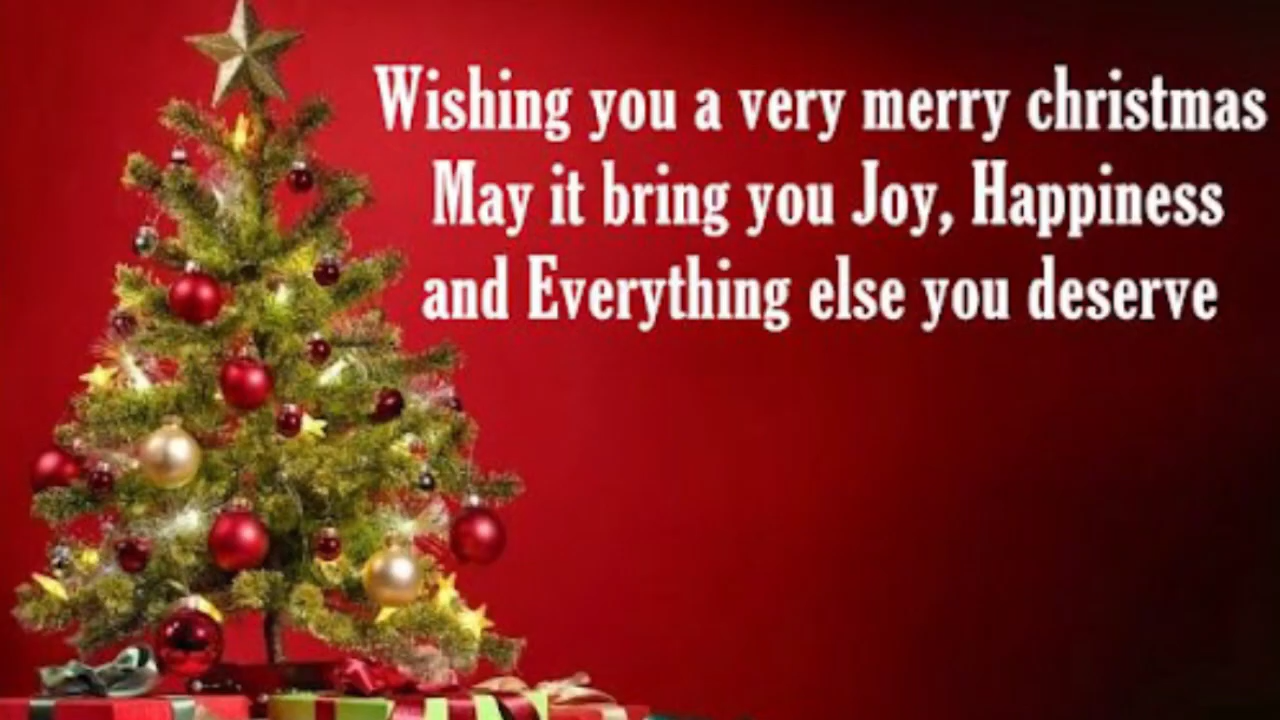 Wishing you a very merry christmas
May it bring you Joy, Happiness
and Everything else you deserve